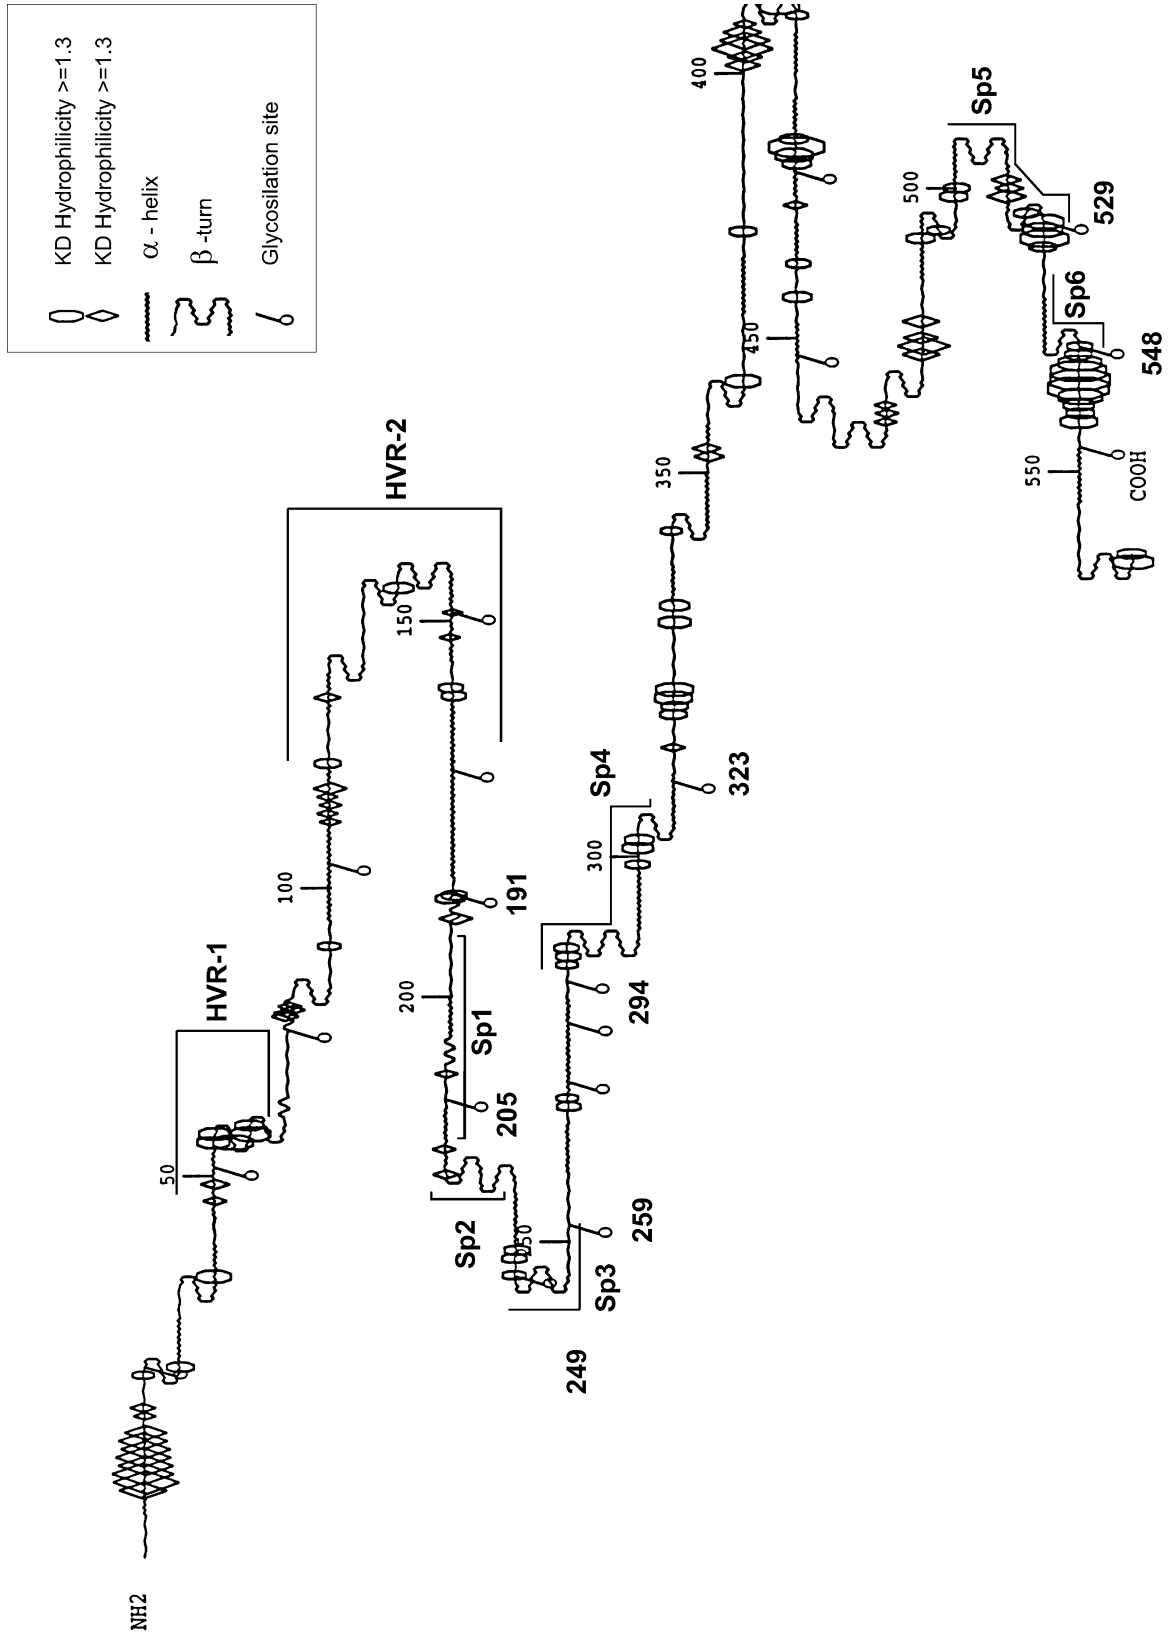 KD Hydrophilicity >=1.3
KD Hydrophilicity >=1.3
α - helix
β -turn
Glycosilation site
NH2
50
HVR-1
100
HVR-2
150
191
200
Sp1
205
Sp2
249
Sp3
259
294
Sp4
300
323
350
400
450
500
Sp5
529
Sp6
548
550
COOH